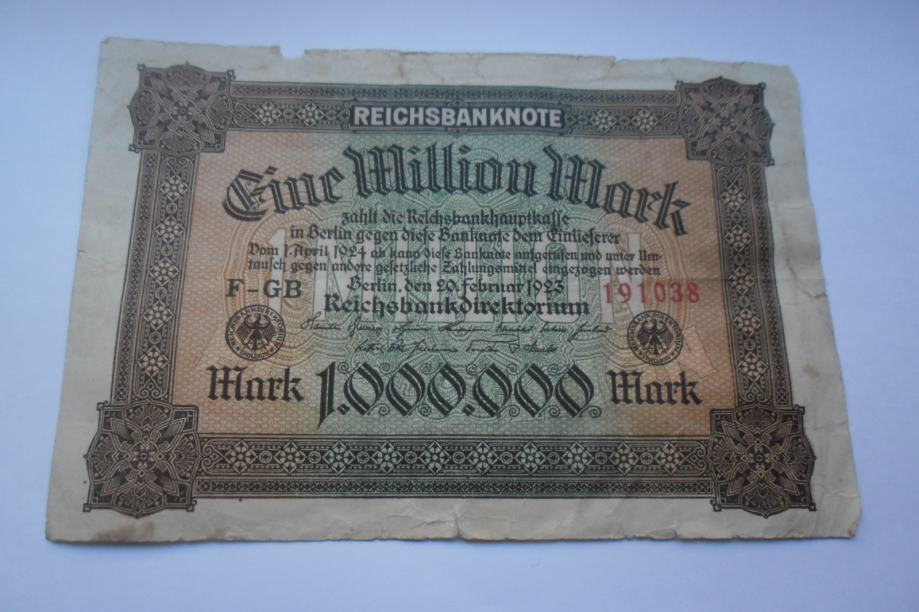 REICHSBANKNOTE
Eine Million Mark
zahlt die Reichsbankhauptkasse
in Berlin gegen diese Banknote dem Einlieferer
Vom 1. April 1924 ab kann diese Banknote aufgerufen und unter Um-
tausch gegen andere gesetzliche Zahlungsmittel eingezogen werden
F-GB Berlin, den 20. Februar 1923 191038
Reichsbankdirektorium
Mark 1.000.000 Mark